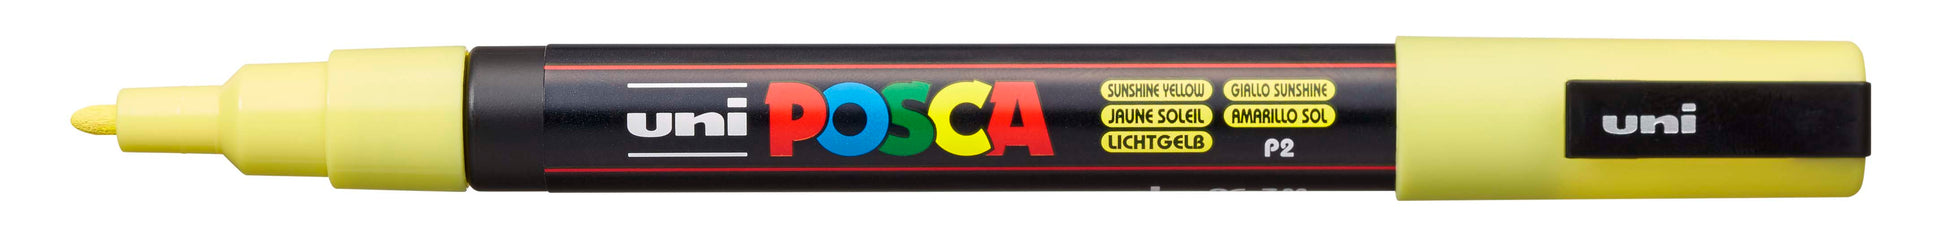 uni POSCA
SUNSHINE YELLOW
JAUNE SOLEIL
LICHTGELB
GIALLO SUNSHINE
AMARILLO SOL
P2
uni